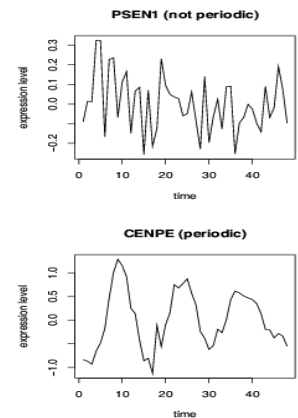 PSEN1 (not periodic)
expression level
0.3
0.2
0.1
0.0
−0.2
0 10 20 30 40
time
CENPE (periodic)
expression level
1.0
0.5
0.0
−1.0
0 10 20 30 40
time